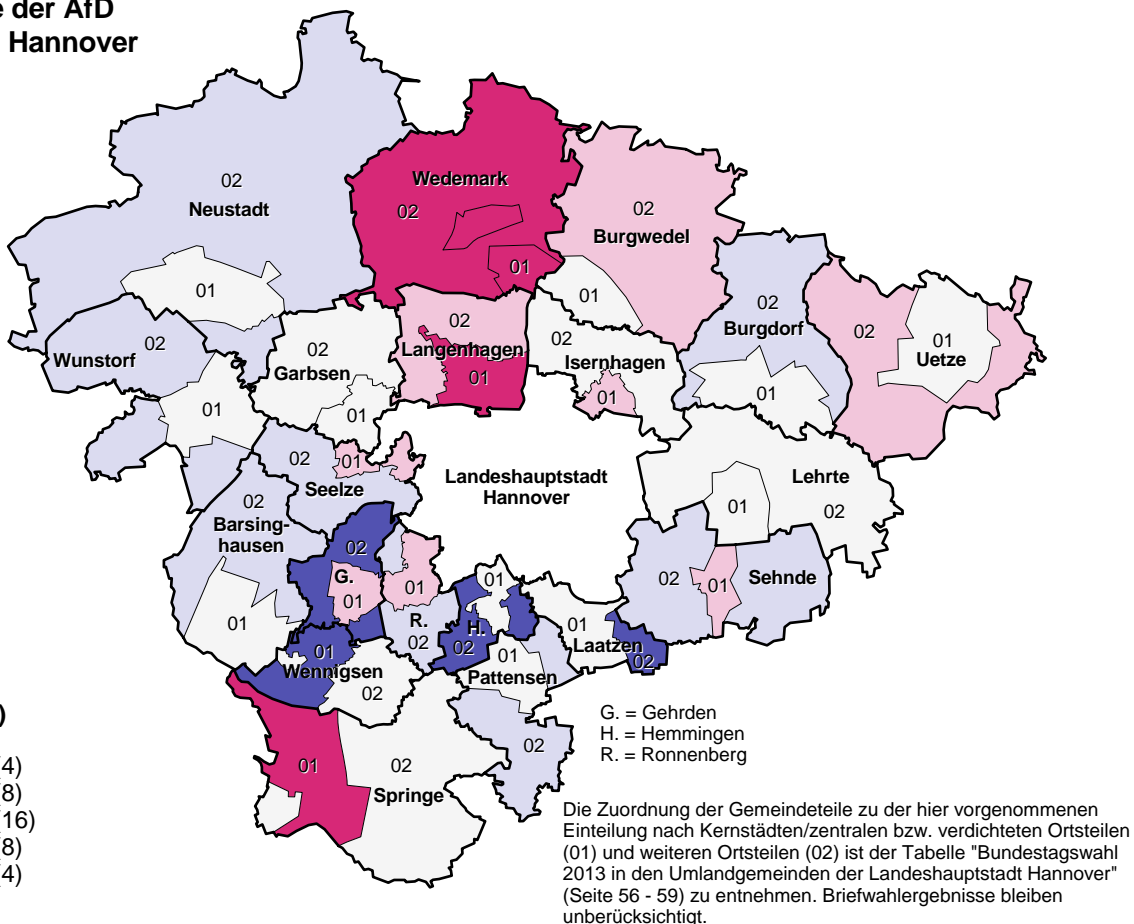 e der AfD
Hannover
02
Neustadt
01
Wedemark
02
01
02
Burgwedel
01
02
Burgdorf
01
02
01
Uetze
Wunstorf
02
01
02
Garbsen
01
02
Langenhagen
01
02
Isernhagen
01
02
01
Seelze
Landeshauptstadt
Hannover
Lehrte
01
02
02
Barsing-
hausen
01
02
G.
01
01
R.
02
01
H.
02
01
Laatzen
02
02
01
Sehnde
01
Wennigsen
02
01
Pattensen
02
01
02
Springe
)
4)
8)
16)
8)
4)
G. = Gehrden
H. = Hemmingen
R. = Ronnenberg
Die Zuordnung der Gemeindeteile zu der hier vorgenommenen
Einteilung nach Kernstädten/zentralen bzw. verdichteten Ortsteilen
(01) und weiteren Ortsteilen (02) ist der Tabelle "Bundestagswahl
2013 in den Umlandgemeinden der Landeshauptstadt Hannover"
(Seite 56 - 59) zu entnehmen. Briefwahlergebnisse bleiben
unberücksichtigt.